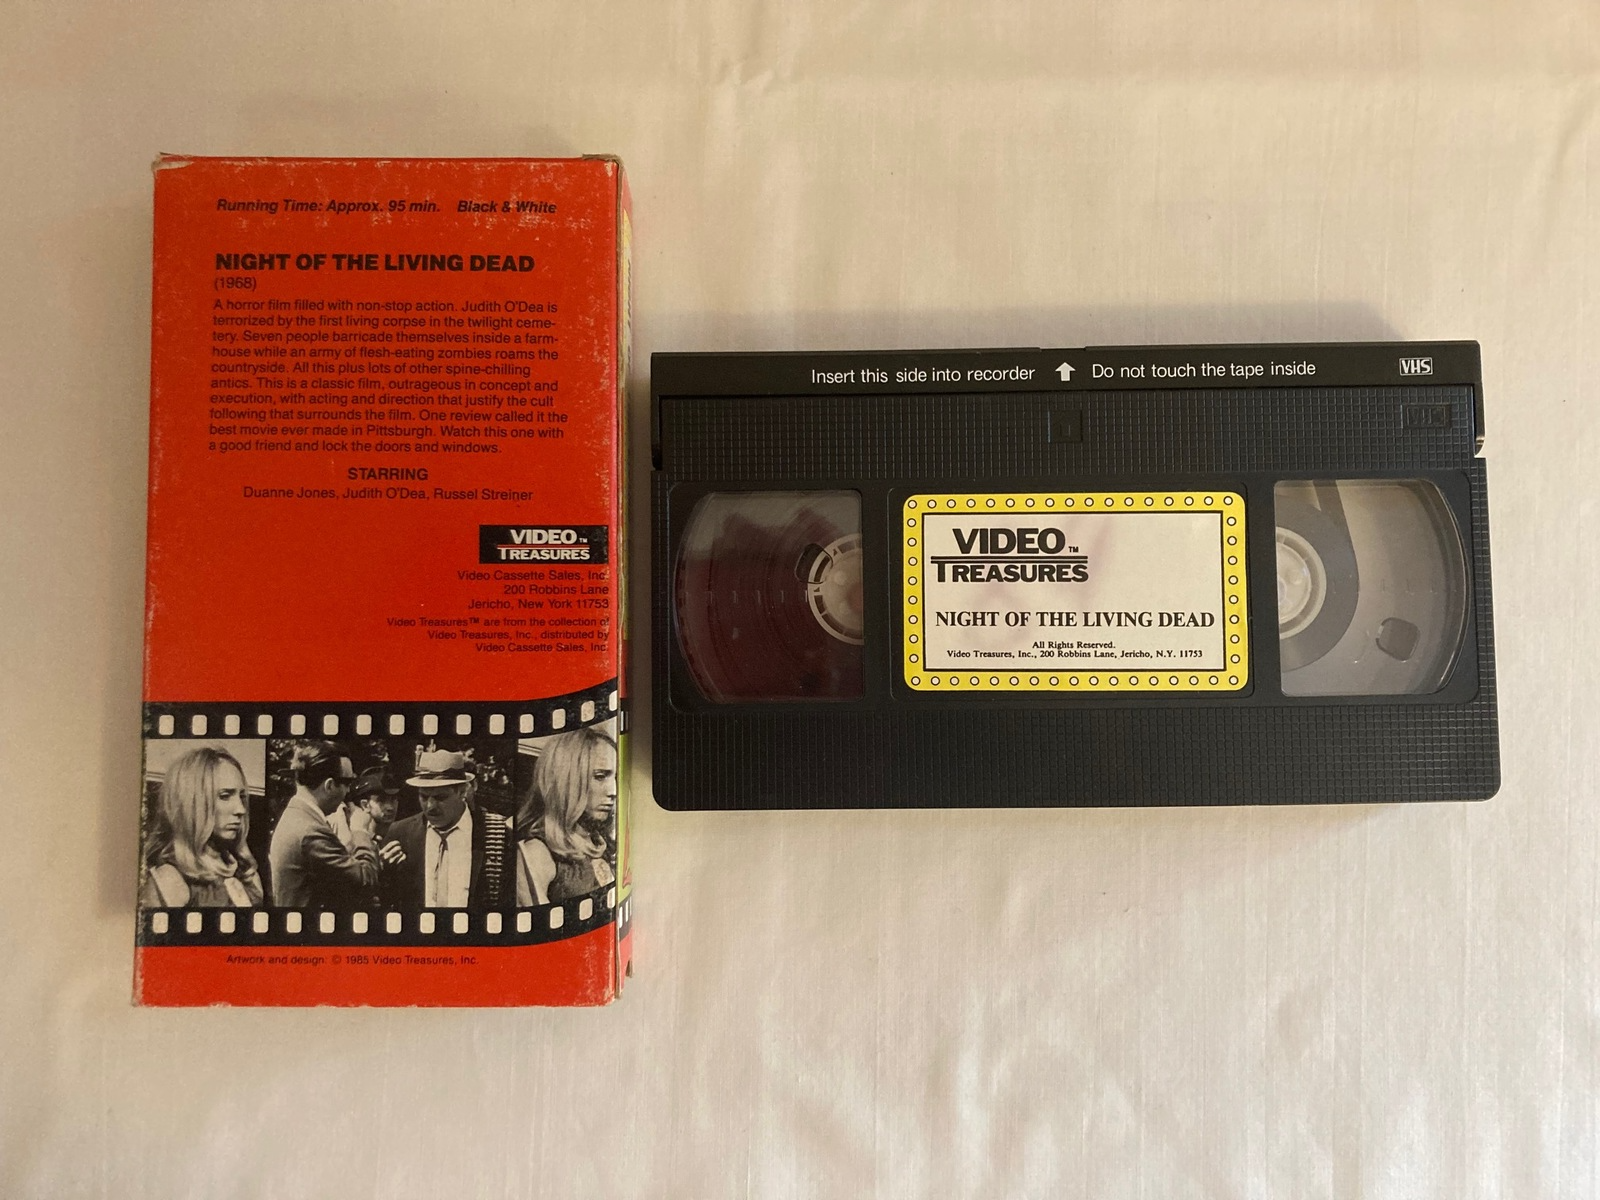 Running Time: Approx. 95 min. Black & White
NIGHT OF THE LIVING DEAD
(1968)
A horror film filled with non-stop action. Judith O'Dea is
terrorized by the first living corpse in the twilight ceme-
tery. Seven people barricade themselves inside a farm-
house while an army of flesh-eating zombies roams the
countryside. All this plus lots of other spine-chilling
antics. This is a classic film, outrageous in concept and
execution, with acting and direction that justify the cult
following that surrounds the film. One review called it the
best movie ever made in Pittsburgh. Watch this one with
a good friend and lock the doors and windows.
STARRING
Duanne Jones, Judith O'Dea, Russel Streiner
VIDEO TM
TREASURES
Video Cassette Sales, Inc.
200 Robbins Lane
Jericho, New York 11753
Video Treasures™ are from the collection of
Video Treasures, Inc., distributed by
Video Cassette Sales, Inc.
Artwork and design. © 1985 Video Treasures, Inc.
Insert this side into recorder Do not touch the tape inside VHS
VHS
VIDEO TM
TREASURES
NIGHT OF THE LIVING DEAD
All Rights Reserved.
Video Treasures, Inc., 200 Robbins Lane, Jericho, N.Y. 11753